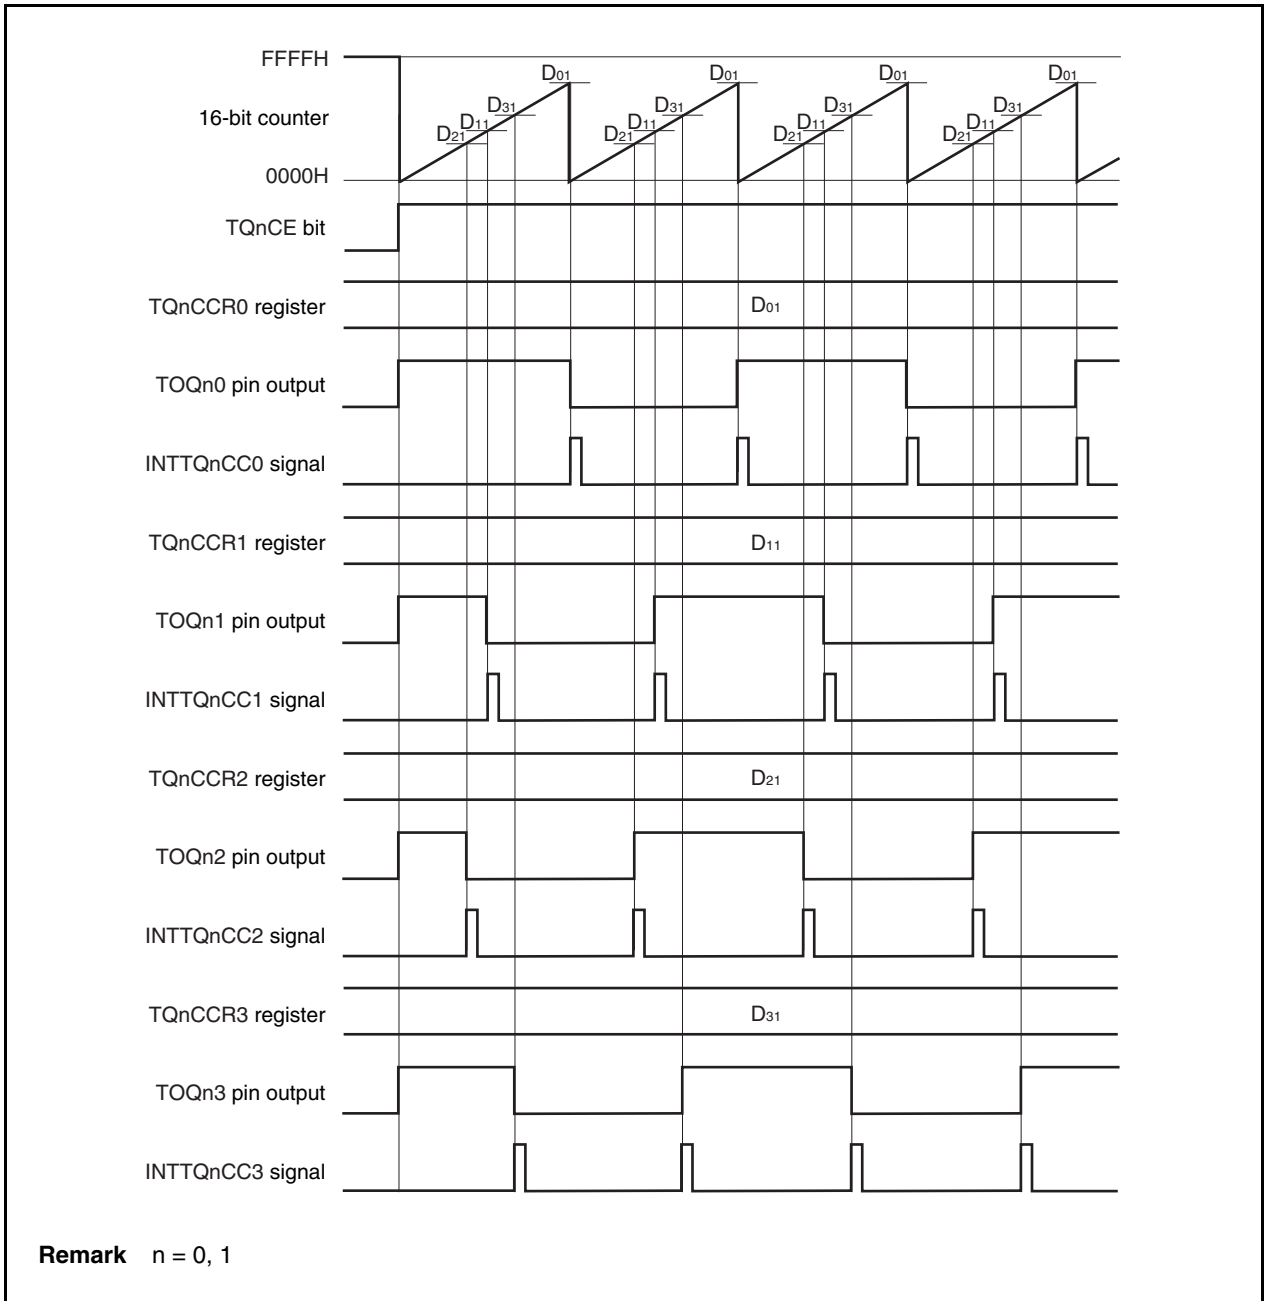 FFFFH
D01 D01 D01 D01
D31 D31 D31 D31
16-bit counter
D11 D11 D11 D11
D21 D21 D21 D21
0000H
TQnCE bit
TQnCCR0 register D01
TOQn0 pin output
INTTQnCC0 signal
TQnCCR1 register D11
TOQn1 pin output
INTTQnCC1 signal
TQnCCR2 register D21
TOQn2 pin output
INTTQnCC2 signal
TQnCCR3 register D31
TOQn3 pin output
INTTQnCC3 signal
Remark n = 0, 1